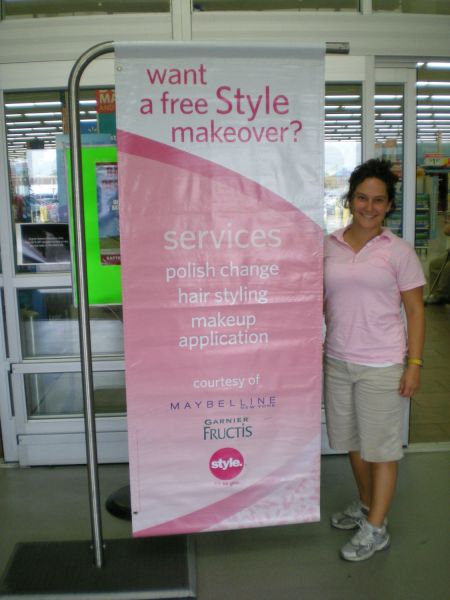 want
a free Style
makeover?
services
polish change
hair styling
makeup
application
courtesy of
MAYBELLINE
NEW YORK
GARNIER
FRUCTIS
style.